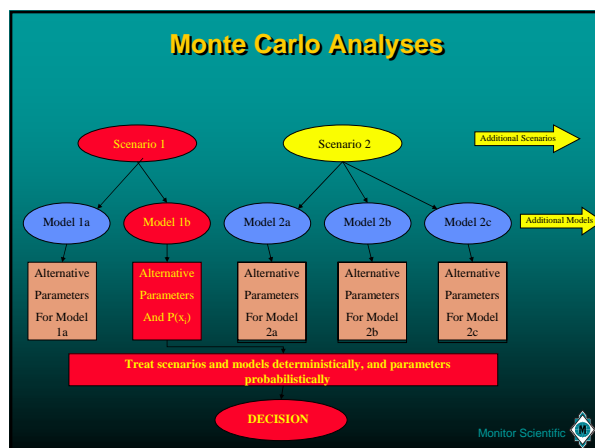 Monte Carlo Analyses
Scenario 1
Scenario 2
Additional Scenarios
Model 1a
Model 1b
Model 2a
Model 2b
Model 2c
Additional Models
Alternative
Parameters
For Model
1a
Alternative
Parameters
And P(xᵢ)
Alternative
Parameters
For Model
2a
Alternative
Parameters
For Model
2b
Alternative
Parameters
For Model
2c
Treat scenarios and models deterministically, and parameters
probabilistically
DECISION
Monitor Scientific
M